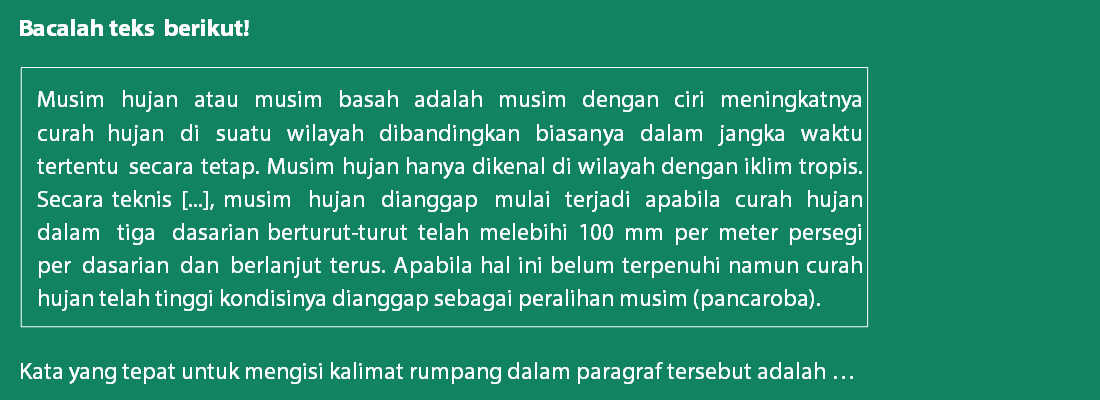 Bacalah teks berikut!
Musim hujan atau musim basah adalah musim dengan ciri meningkatnya
curah hujan di suatu wilayah dibandingkan biasanya dalam jangka waktu
tertentu secara tetap. Musim hujan hanya dikenal di wilayah dengan iklim tropis.
Secara teknis [...], musim hujan dianggap mulai terjadi apabila curah hujan
dalam tiga dasarian berturut-turut telah melebihi 100 mm per meter persegi
per dasarian dan berlanjut terus. Apabila hal ini belum terpenuhi namun curah
hujan telah tinggi kondisinya dianggap sebagai peralihan musim (pancaroba).
Kata yang tepat untuk mengisi kalimat rumpang dalam paragraf tersebut adalah ...